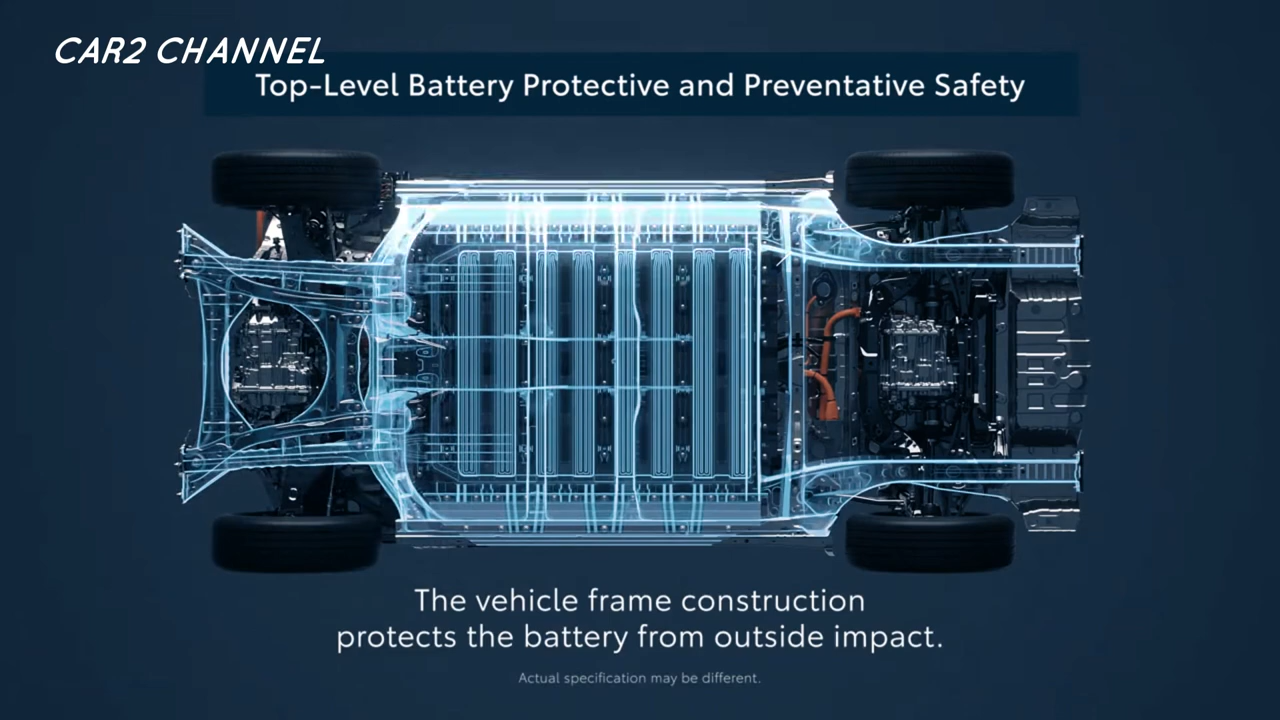 CAR2 CHANNEL
Top-Level Battery Protective and Preventative Safety
The vehicle frame construction
protects the battery from outside impact.
Actual specification may be different.